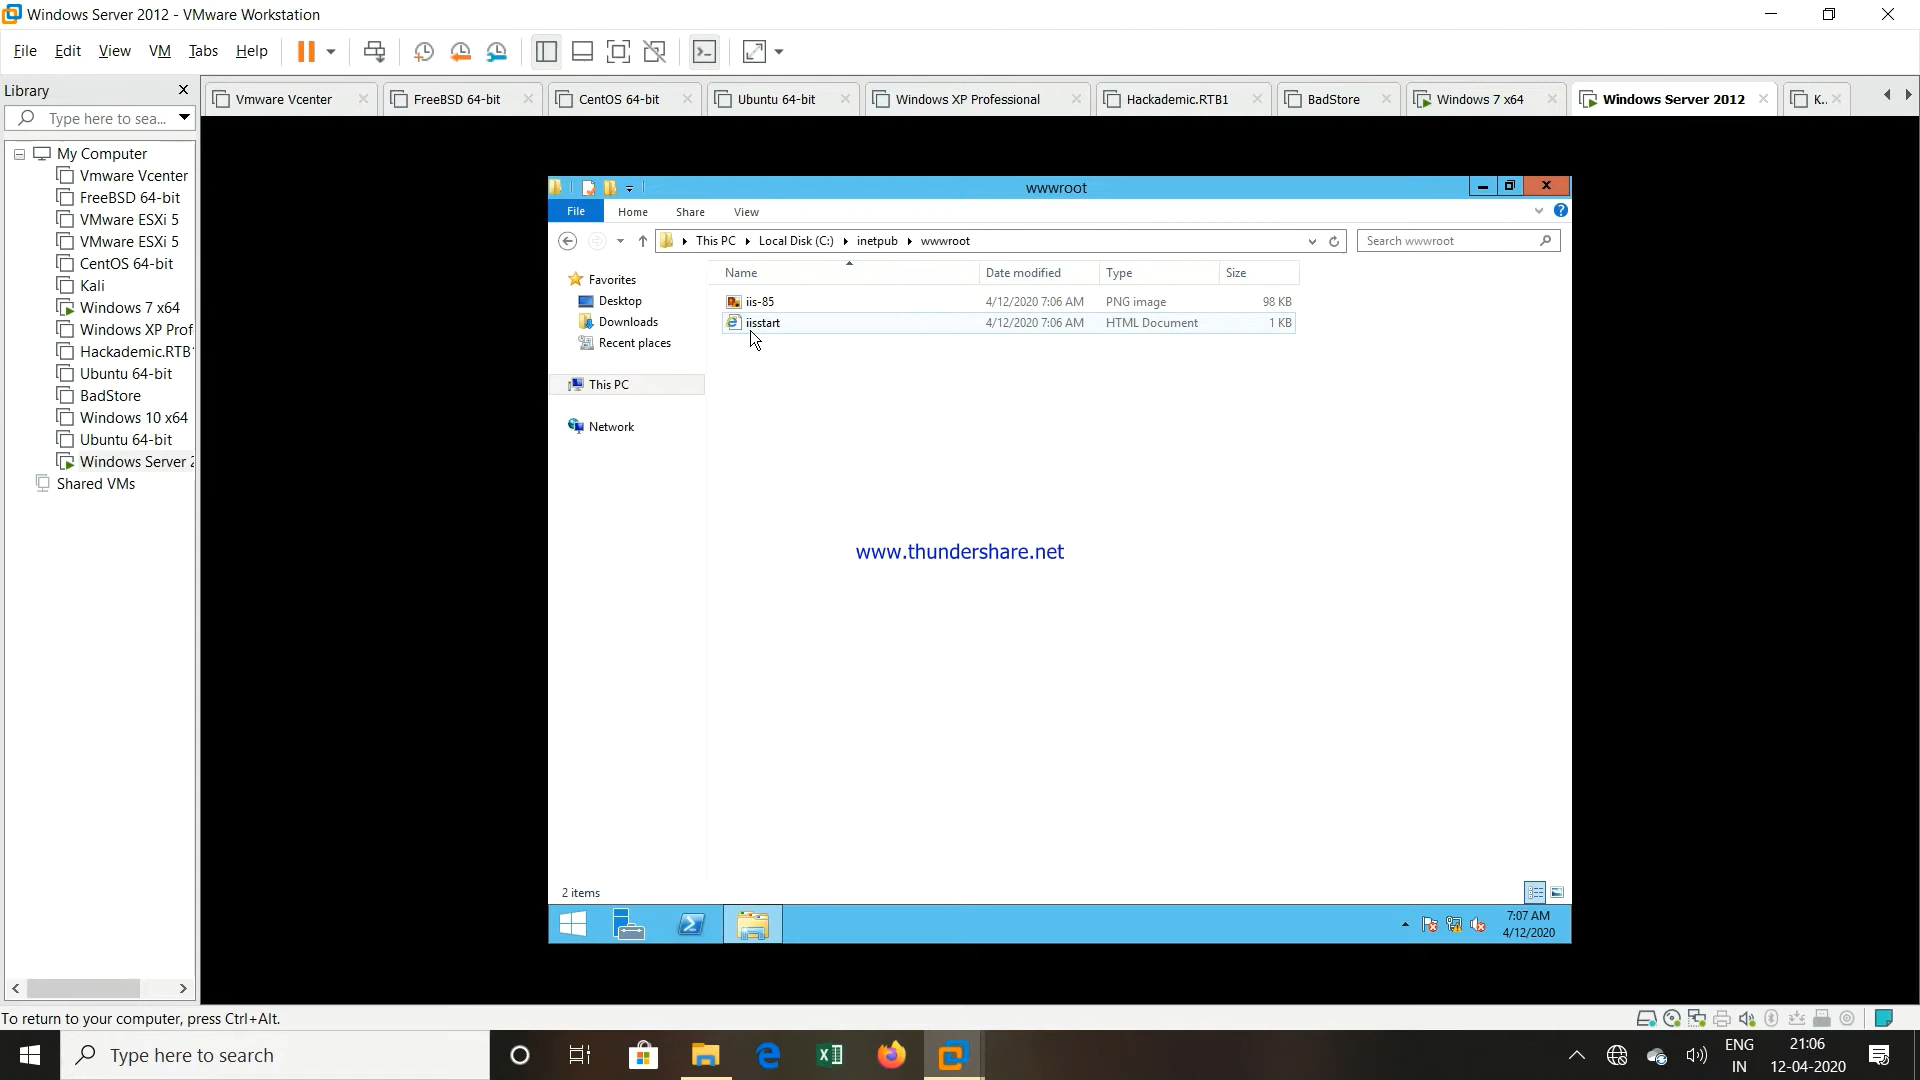 Windows Server 2012 - VMware Workstation
File Edit View VM Tabs Help
Library
Vmware Vcenter
FreeBSD 64-bit
CentOS 64-bit
Ubuntu 64-bit
Windows XP Professional
Hackademic.RTB1
BadStore
Windows 7 x64
Windows Server 2012
K..
Type here to sea...
My Computer
Vmware Vcenter
FreeBSD 64-bit
VMware ESXi 5
VMware ESXi 5
CentOS 64-bit
Kali
Windows 7 x64
Windows XP Prof
Hackademic.RTB1
Ubuntu 64-bit
BadStore
Windows 10 x64
Ubuntu 64-bit
Windows Server 2
Shared VMs
wwwroot
File Home Share View
This PC Local Disk (C:) inetpub wwwroot
Search wwwroot
Favorites
Desktop
Downloads
Recent places
This PC
Network
Name Date modified Type Size
iis-85 4/12/2020 7:06 AM PNG image 98 KB
iisstart 4/12/2020 7:06 AM HTML Document 1 KB
www.thundershare.net
2 items
7:07 AM
4/12/2020
To return to your computer, press Ctrl+Alt.
Type here to search
ENG
IN
21:06
12-04-2020